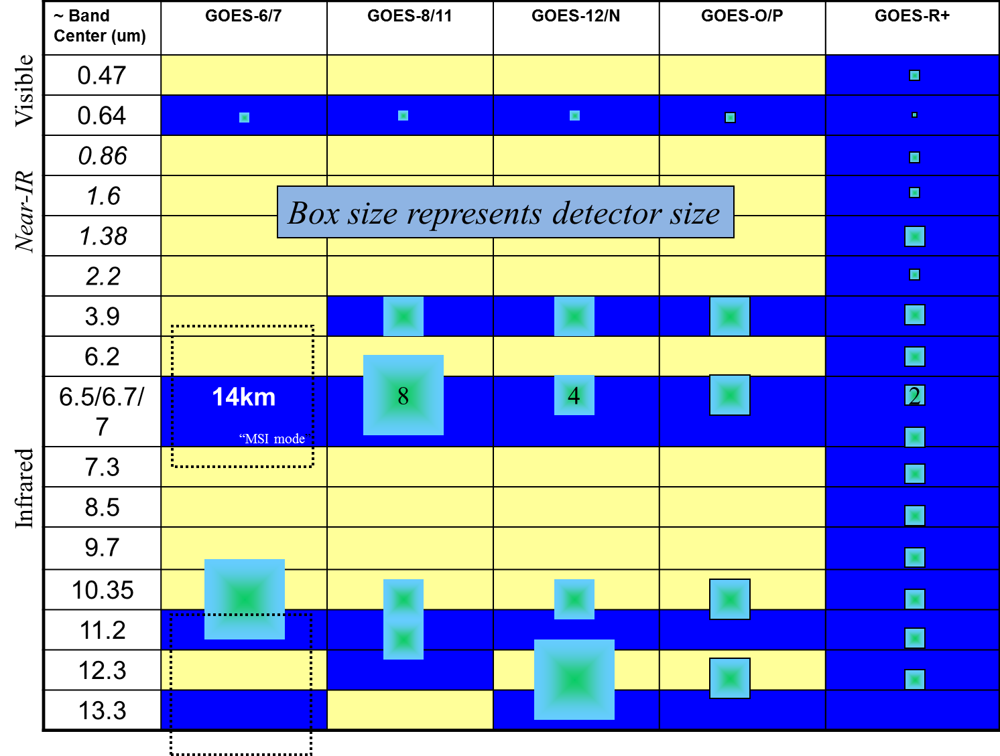 ~ Band
Center (um)
GOES-6/7
GOES-8/11
GOES-12/N
GOES-O/P
GOES-R+
Visible
0.47
0.64
Near-IR
0.86
1.6
Box size represents detector size
1.38
2.2
Infrared
3.9
6.2
6.5/6.7/
7
14km
8
4
2
“MSI mode”
7.3
8.5
9.7
10.35
11.2
12.3
13.3